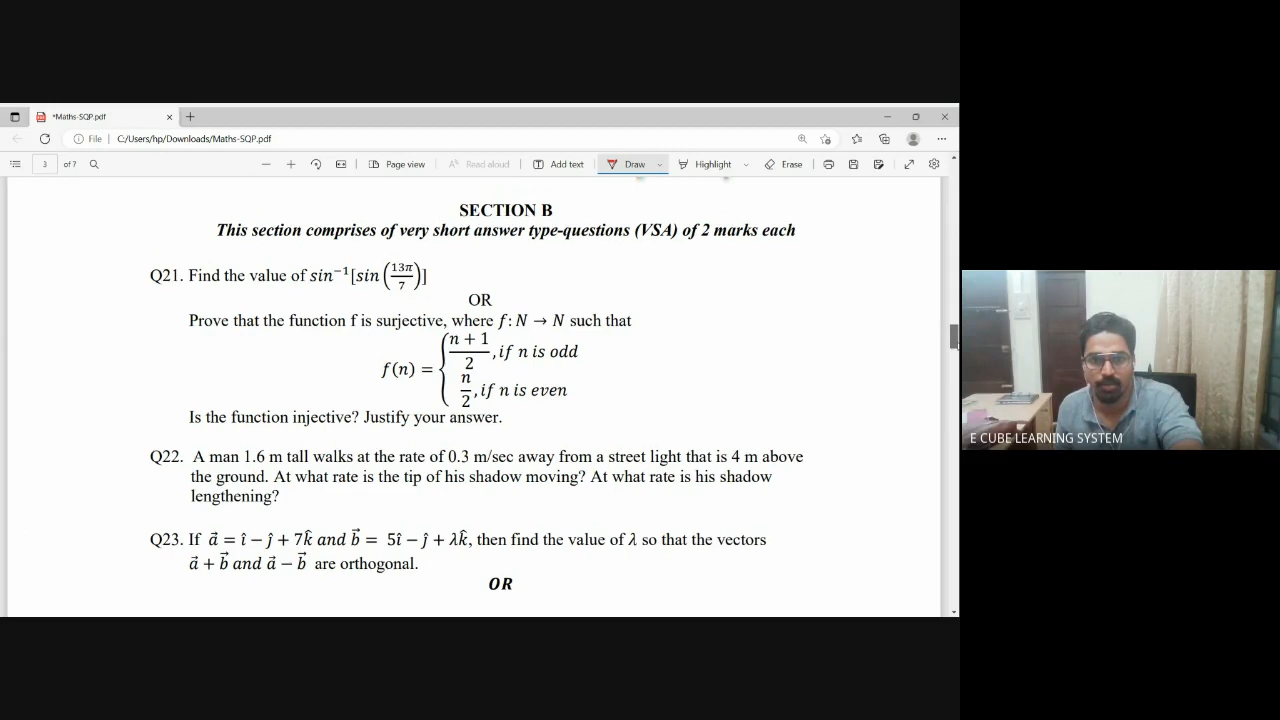 *Maths-SQP.pdf
File | C:/Users/hp/Downloads/Maths-SQP.pdf
3 of 7 Page view Read aloud Add text Draw Highlight Erase
SECTION B
This section comprises of very short answer type-questions (VSA) of 2 marks each
Q21. Find the value of sin⁻¹[sin(13π/7)]
OR
Prove that the function f is surjective, where f: N → N such that
f(n) = { (n + 1)/2, if n is odd
n/2, if n is even
Is the function injective? Justify your answer.
Q22. A man 1.6 m tall walks at the rate of 0.3 m/sec away from a street light that is 4 m above
the ground. At what rate is the tip of his shadow moving? At what rate is his shadow
lengthening?
Q23. If a⃗ = î − ĵ + 7k̂ and b⃗ = 5î − ĵ + λk̂, then find the value of λ so that the vectors
a⃗ + b⃗ and a⃗ − b⃗ are orthogonal.
OR
E CUBE LEARNING SYSTEM